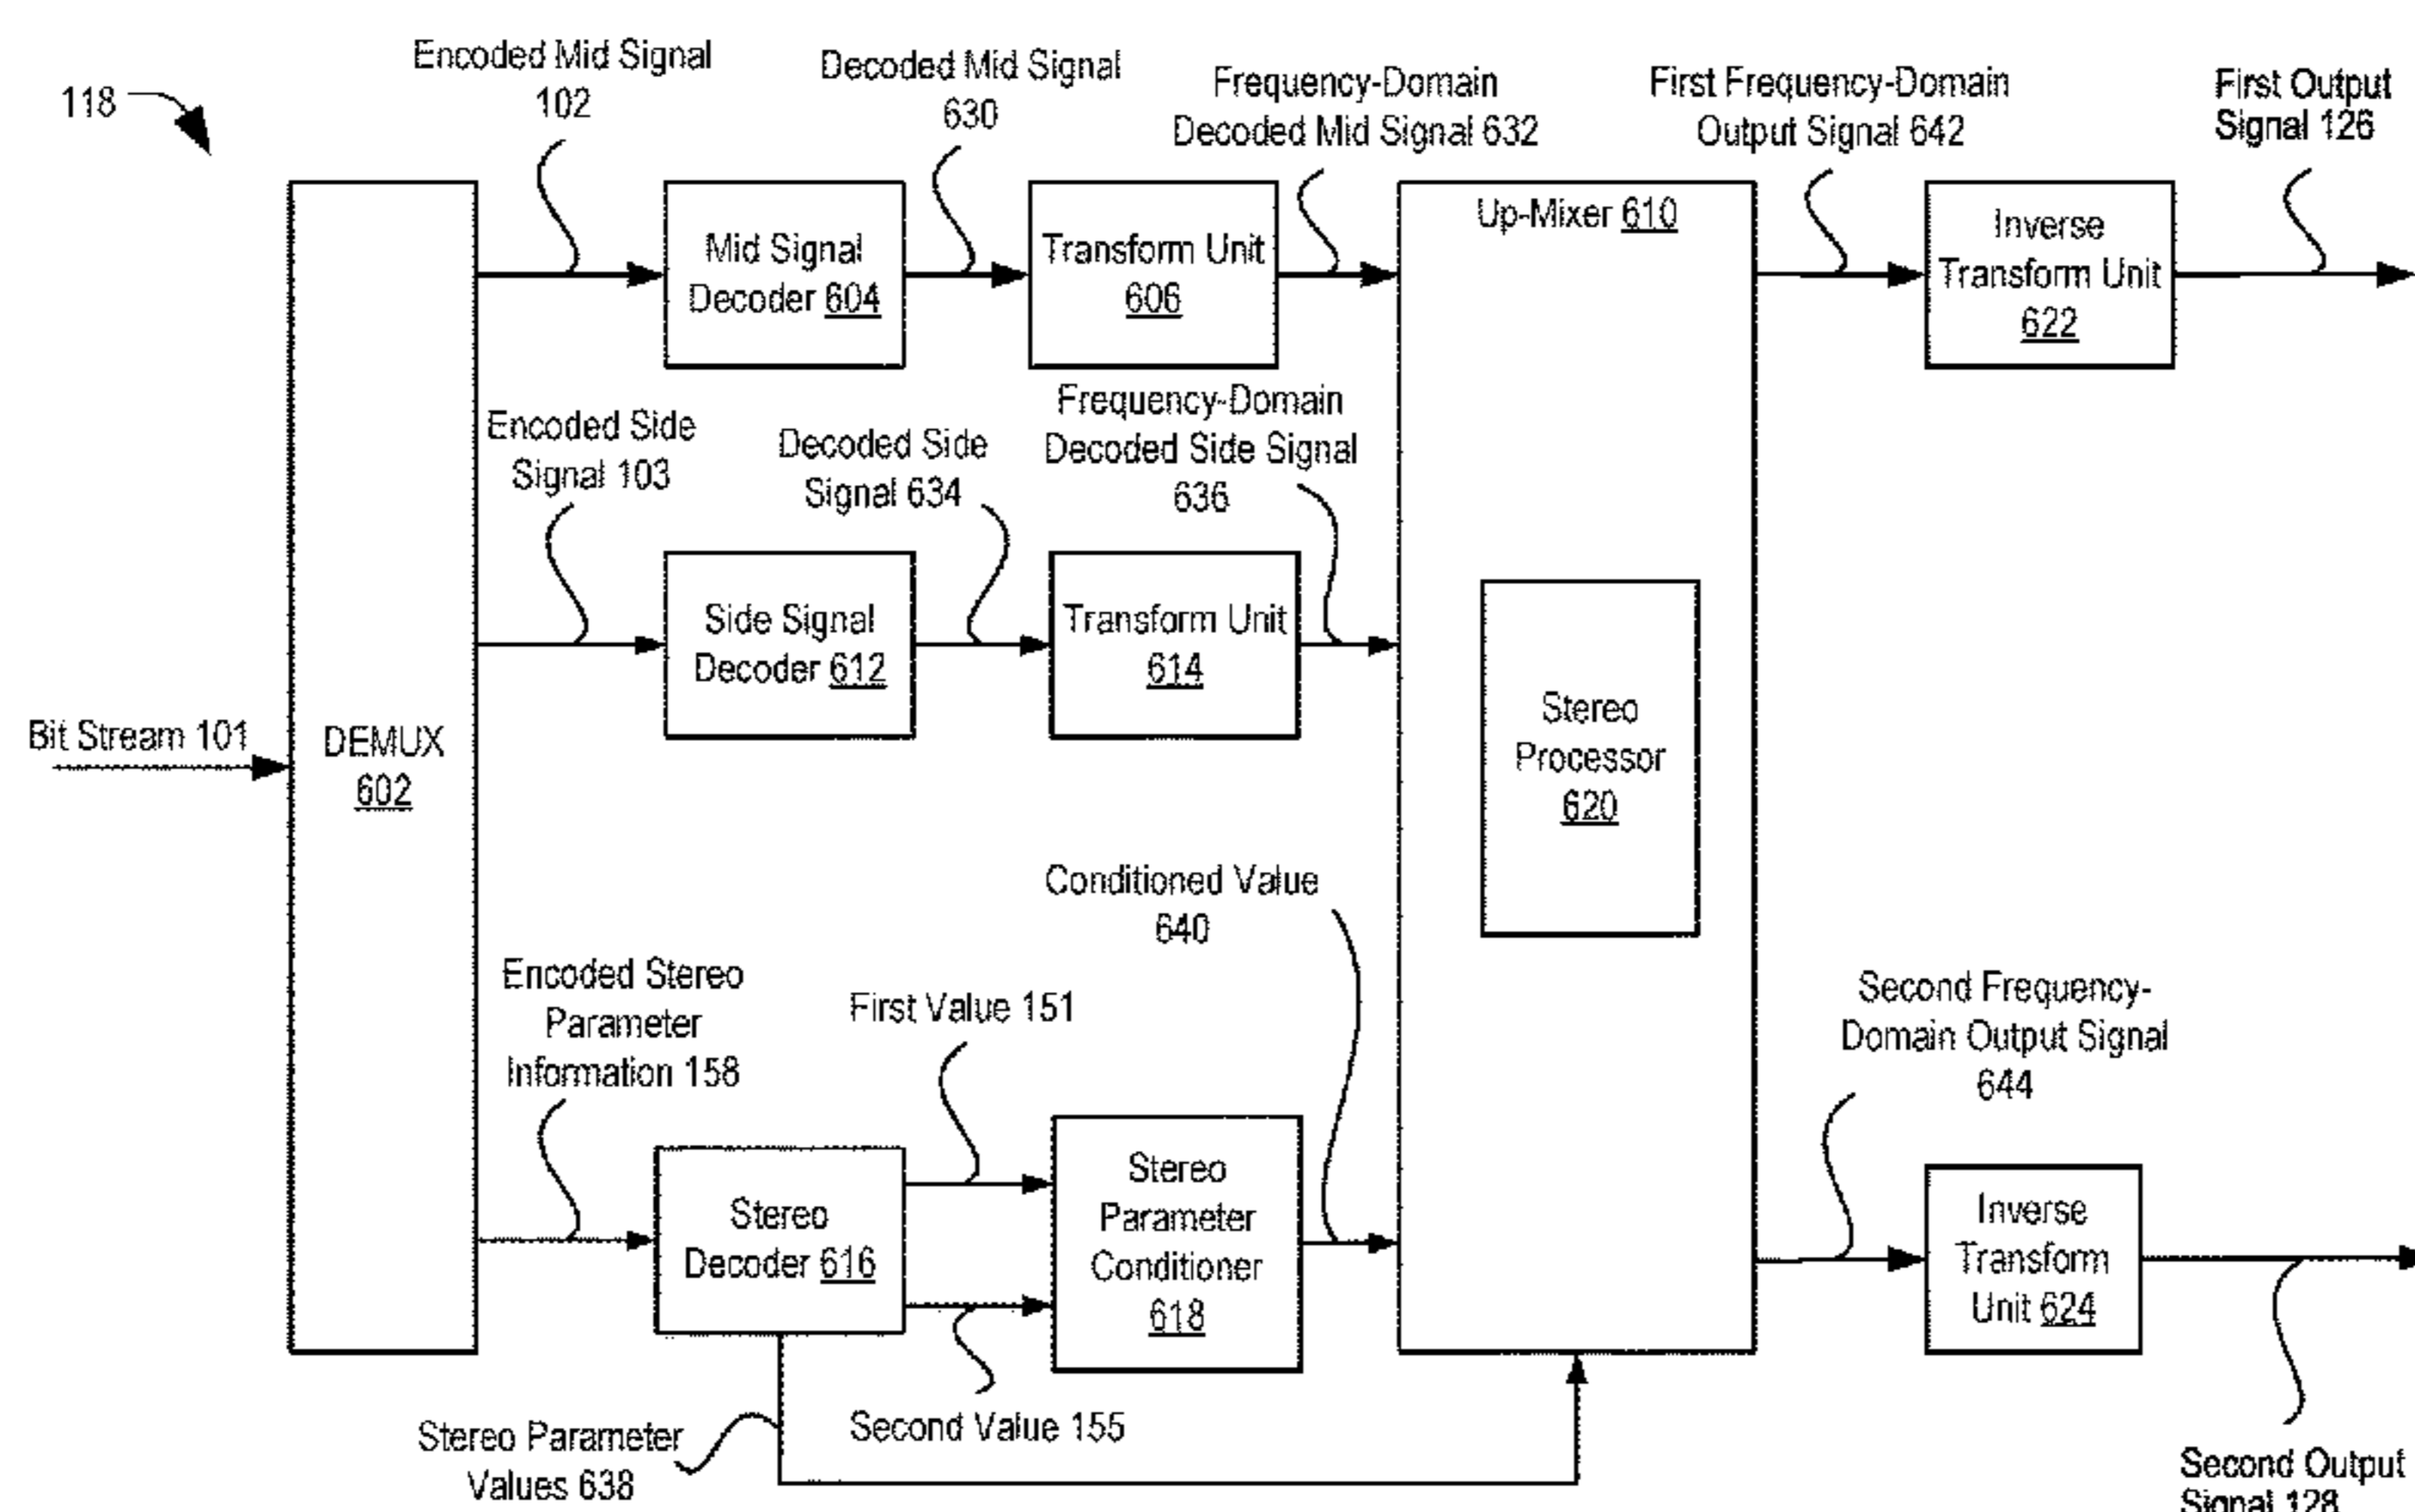 118
Encoded Mid Signal
102
Decoded Mid Signal
630
Frequency-Domain
Decoded Mid Signal 632
First Frequency-Domain
Output Signal 642
First Output
Signal 126
Mid Signal
Decoder 604
Transform Unit
606
Up-Mixer 610
Inverse
Transform Unit
622
Encoded Side
Signal 103
Decoded Side
Signal 634
Frequency-Domain
Decoded Side Signal
636
Side Signal
Decoder 612
Transform Unit
614
Stereo
Processor
620
Bit Stream 101
DEMUX
602
Conditioned Value
640
Encoded Stereo
Parameter
Information 158
First Value 151
Second Frequency-
Domain Output Signal
644
Stereo
Decoder 616
Stereo
Parameter
Conditioner
618
Inverse
Transform
Unit 624
Stereo Parameter
Values 638
Second Value 155
Second Output
Signal 128